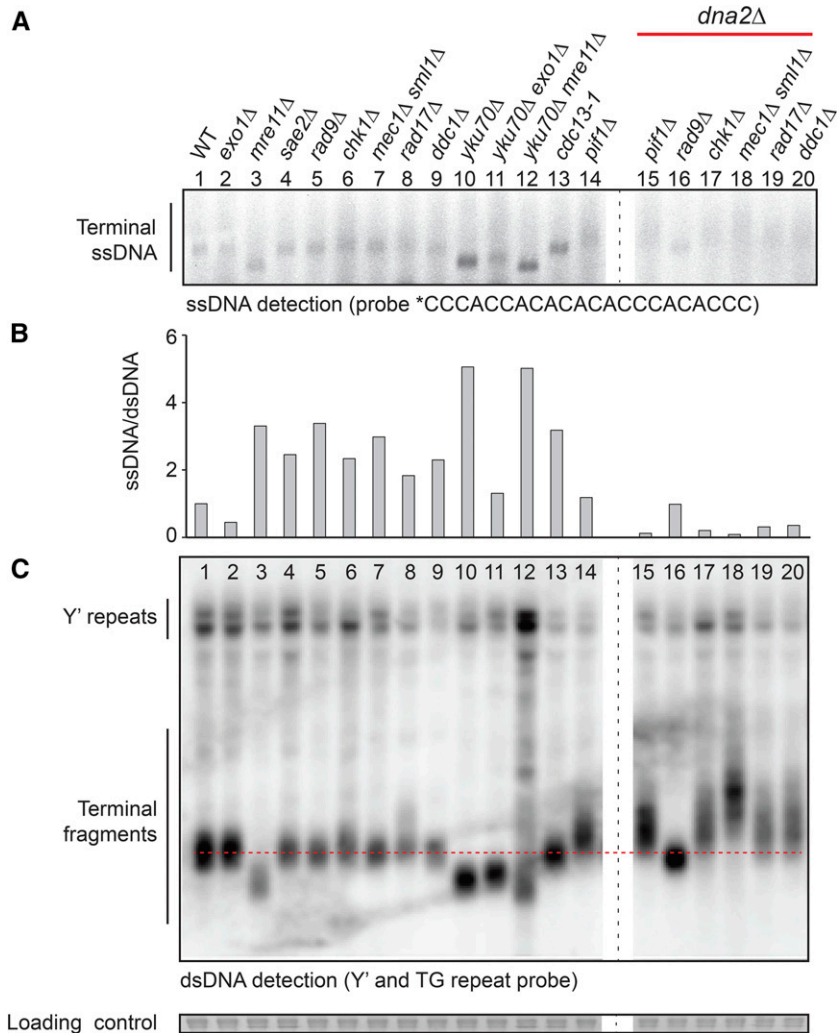 A
dna2Δ
WT
exo1Δ
mre11Δ
sae2Δ
rad9Δ
chk1Δ
mec1Δ sml1Δ
rad17Δ
ddc1Δ
yku70Δ
yku70Δ exo1Δ
yku70Δ mre11Δ
cdc13-1
pif1Δ
pif1Δ
rad9Δ
chk1Δ
mec1Δ sml1Δ
rad17Δ
ddc1Δ
1 2 3 4 5 6 7 8 9 10 11 12 13 14 15 16 17 18 19 20
Terminal
ssDNA
ssDNA detection (probe *CCCACCACACACACCCACACCC)
B
ssDNA/dsDNA
6
4
2
0
C
1 2 3 4 5 6 7 8 9 10 11 12 13 14 15 16 17 18 19 20
Y' repeats
Terminal
fragments
dsDNA detection (Y' and TG repeat probe)
Loading control